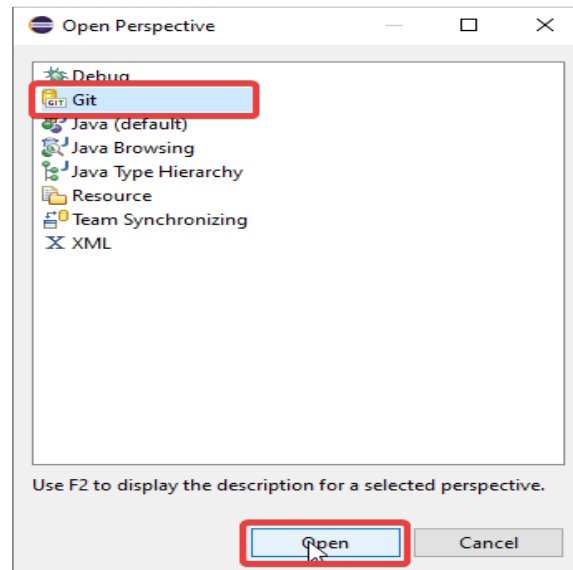 Open Perspective
Debug
GIT Git
Java (default)
Java Browsing
Java Type Hierarchy
Resource
Team Synchronizing
X XML
Use F2 to display the description for a selected perspective.
Open Cancel